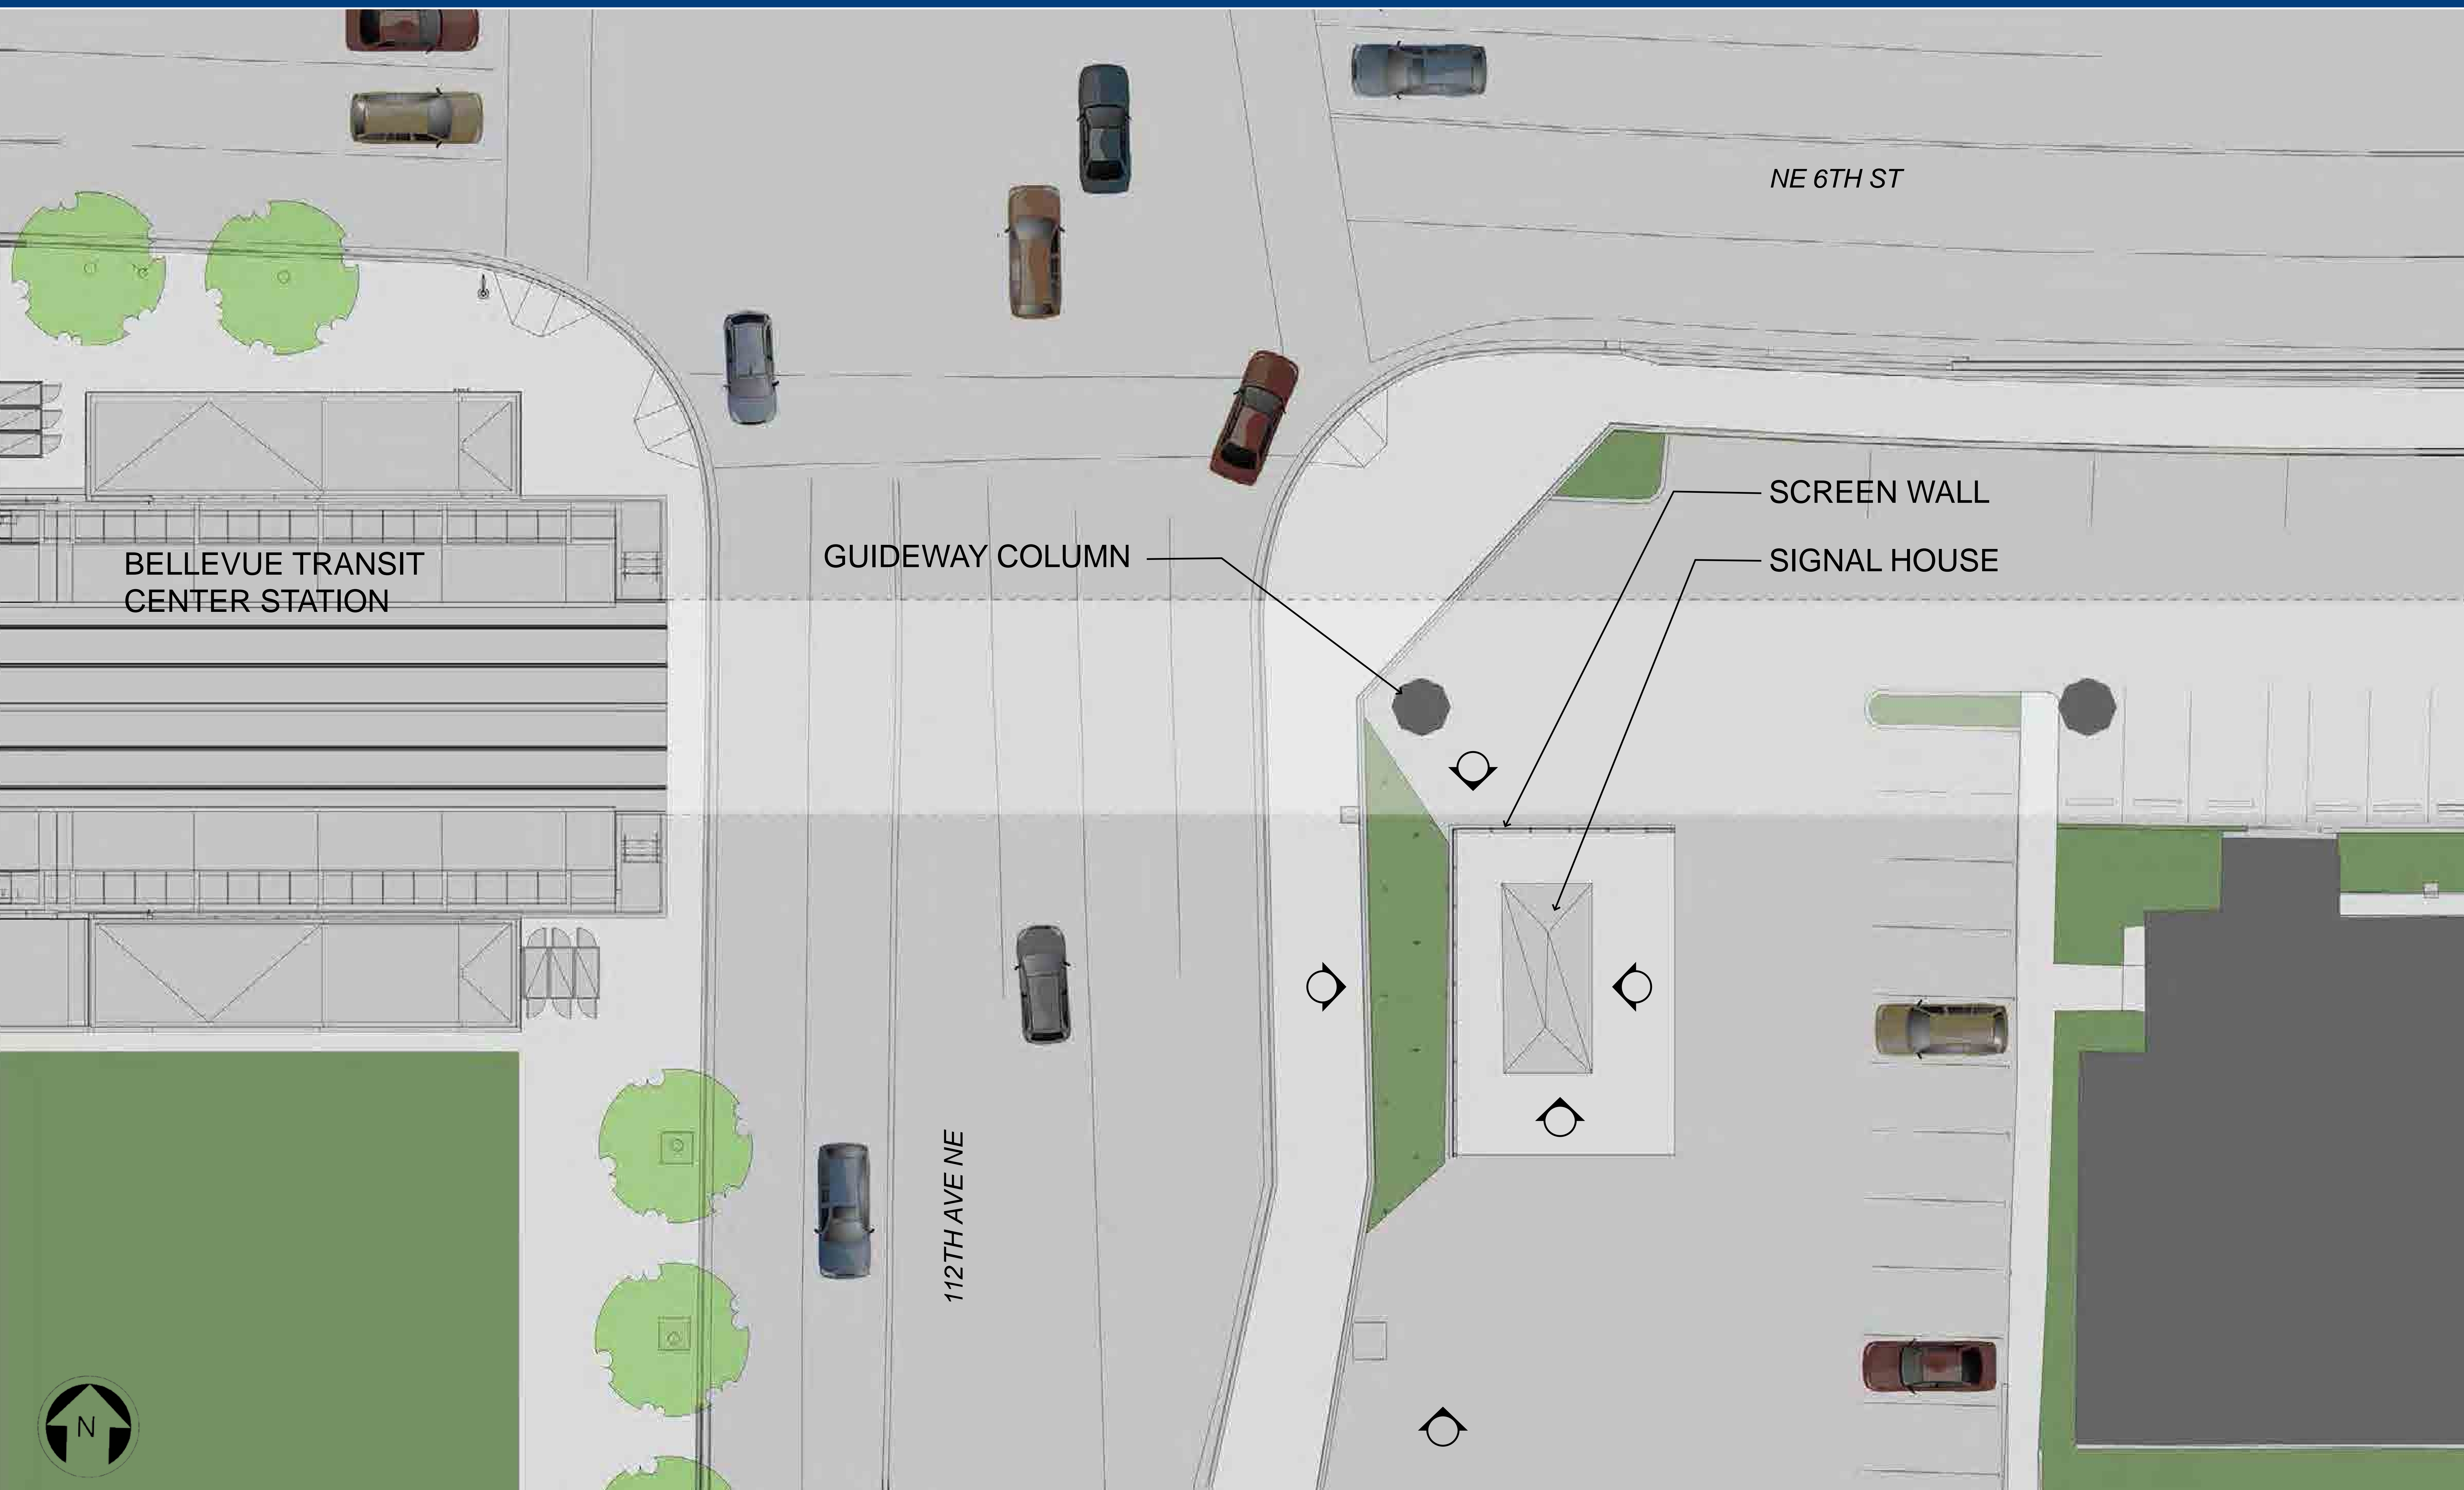 NE 6TH ST
SCREEN WALL
GUIDEWAY COLUMN
SIGNAL HOUSE
BELLEVUE TRANSIT
CENTER STATION
112TH AVE NE
N